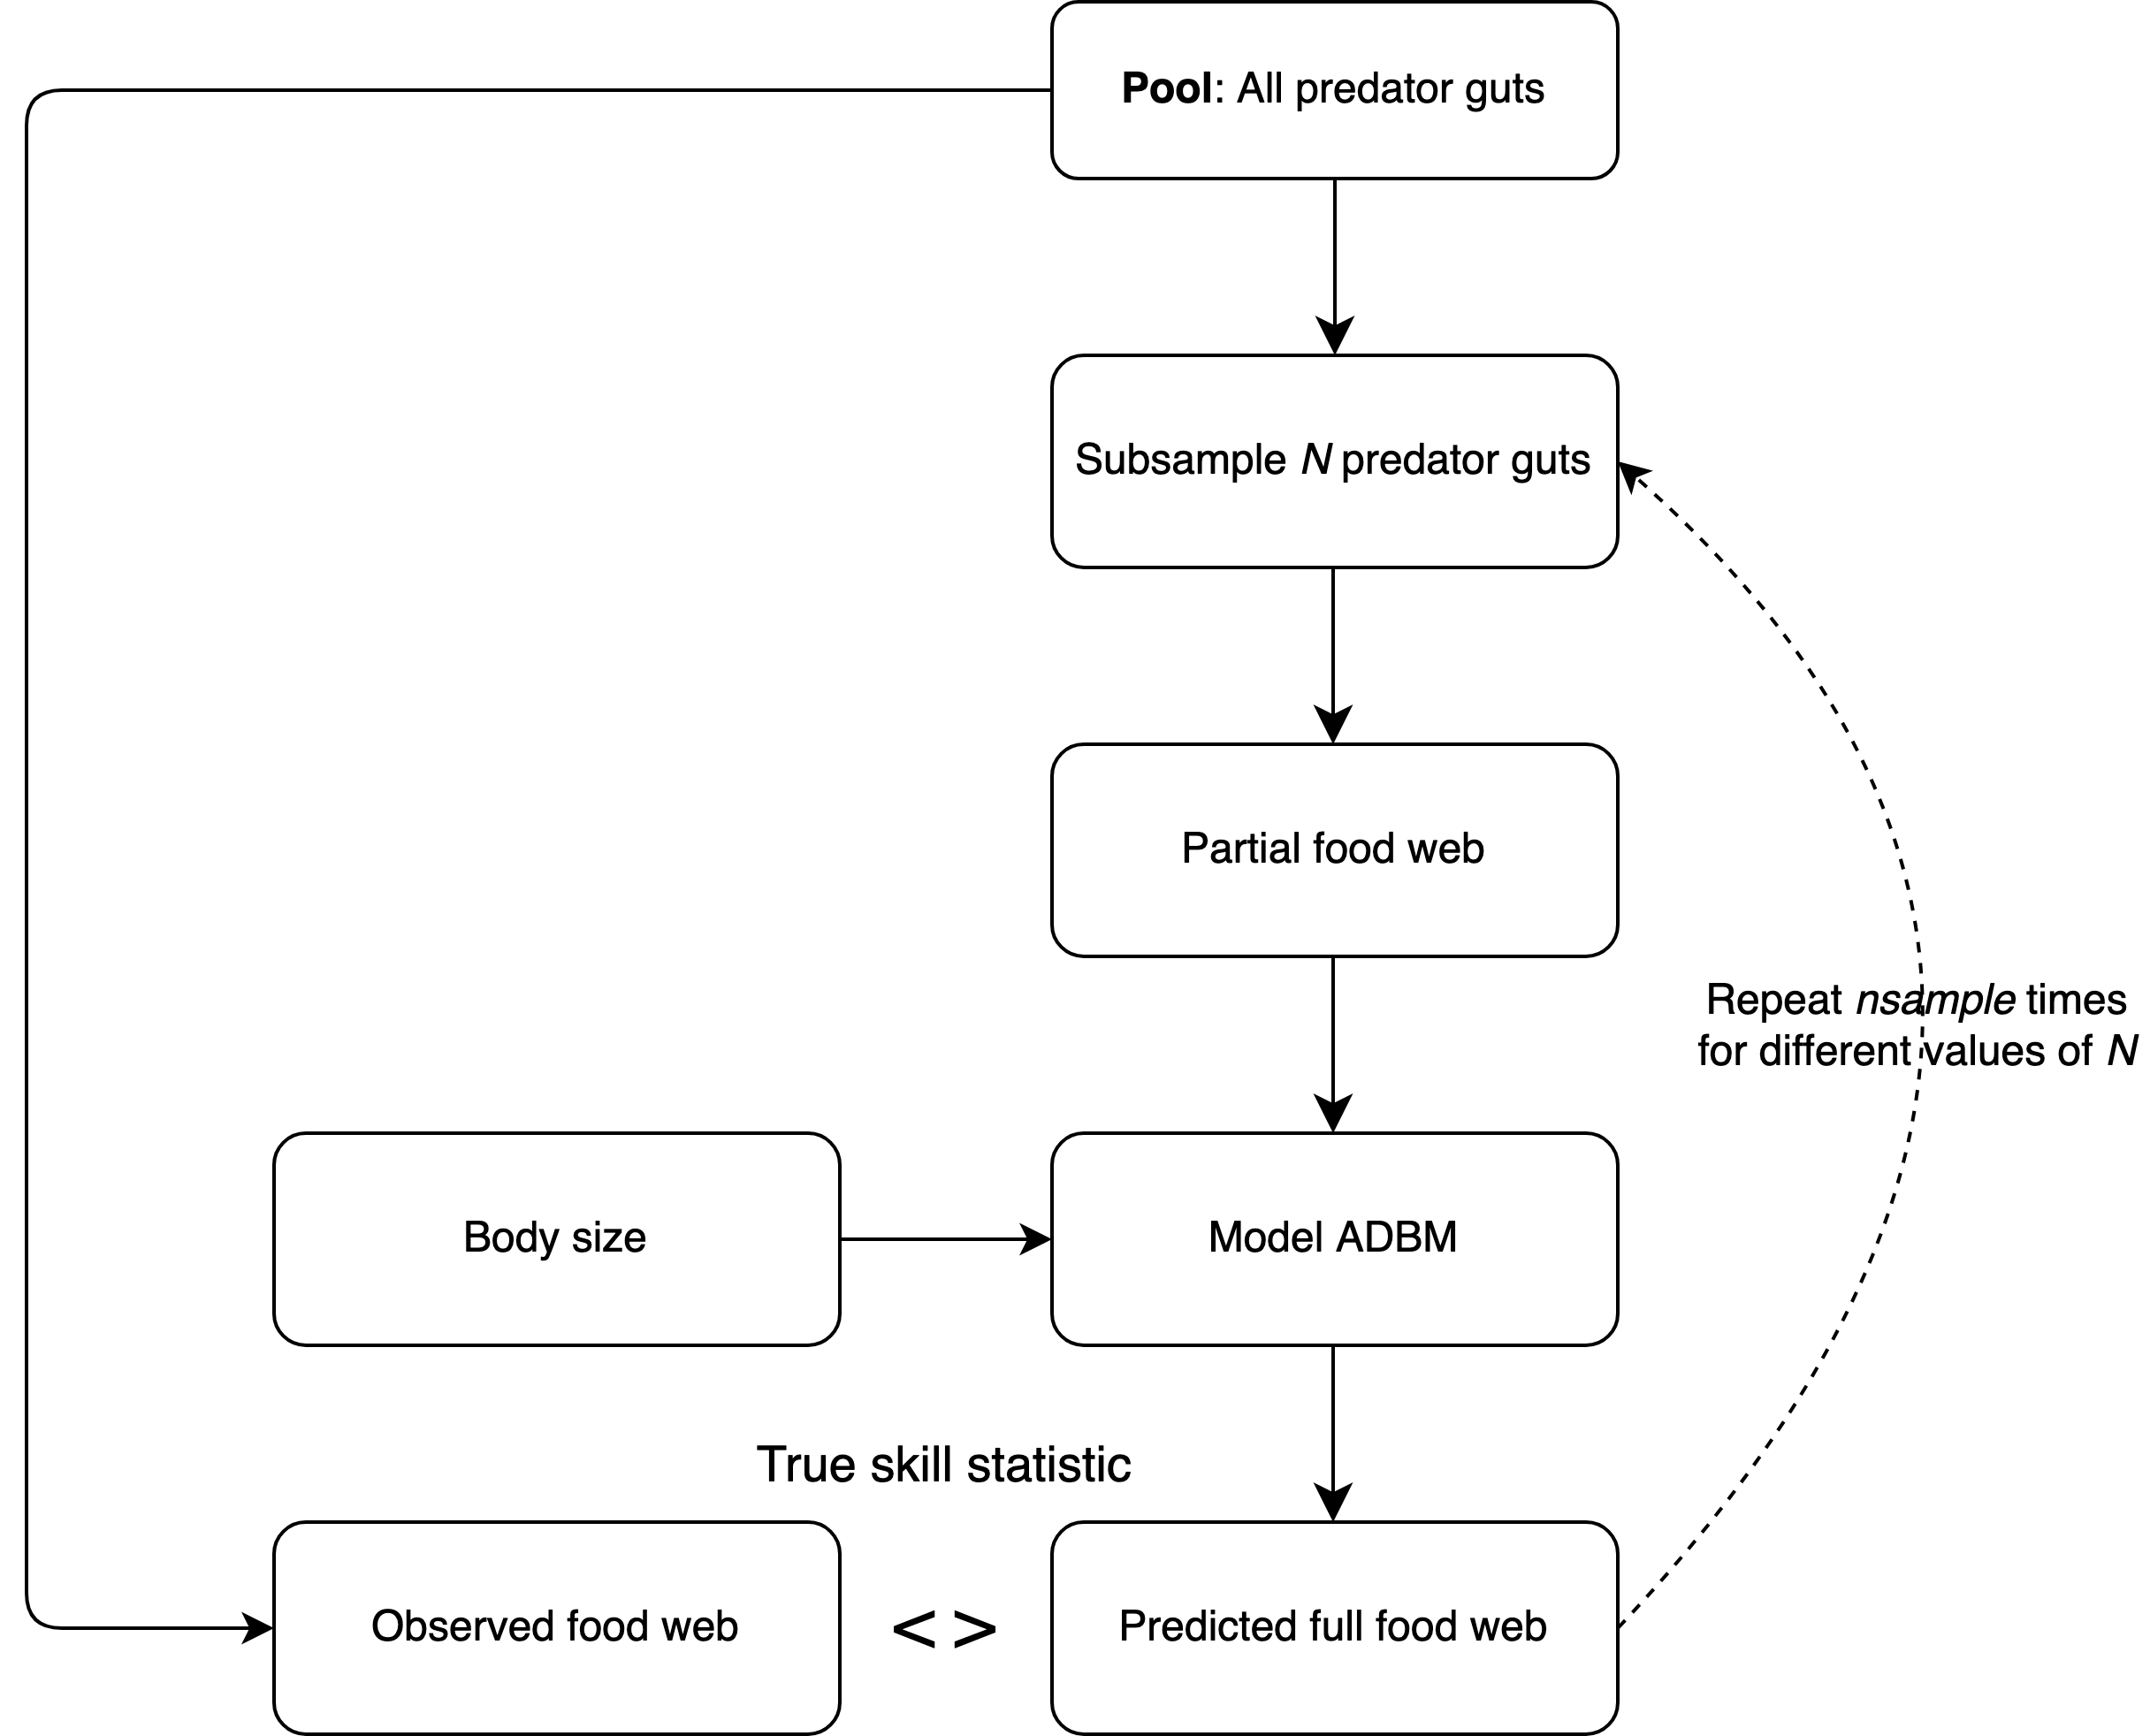 Pool: All predator guts
Subsample N predator guts
Partial food web
Repeat nsample times
for different values of N
Body size
Model ADBM
True skill statistic
Observed food web
< >
Predicted full food web